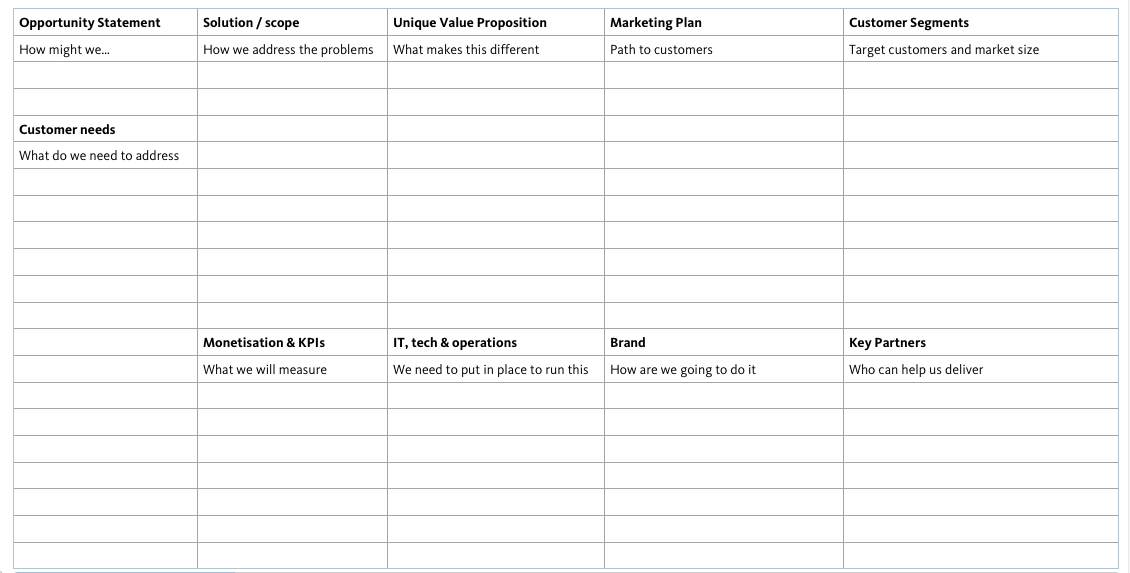 Opportunity Statement Solution / scope Unique Value Proposition Marketing Plan Customer Segments
How might we... How we address the problems What makes this different Path to customers Target customers and market size
Customer needs
What do we need to address
Monetisation & KPIs IT, tech & operations Brand Key Partners
What we will measure We need to put in place to run this How are we going to do it Who can help us deliver